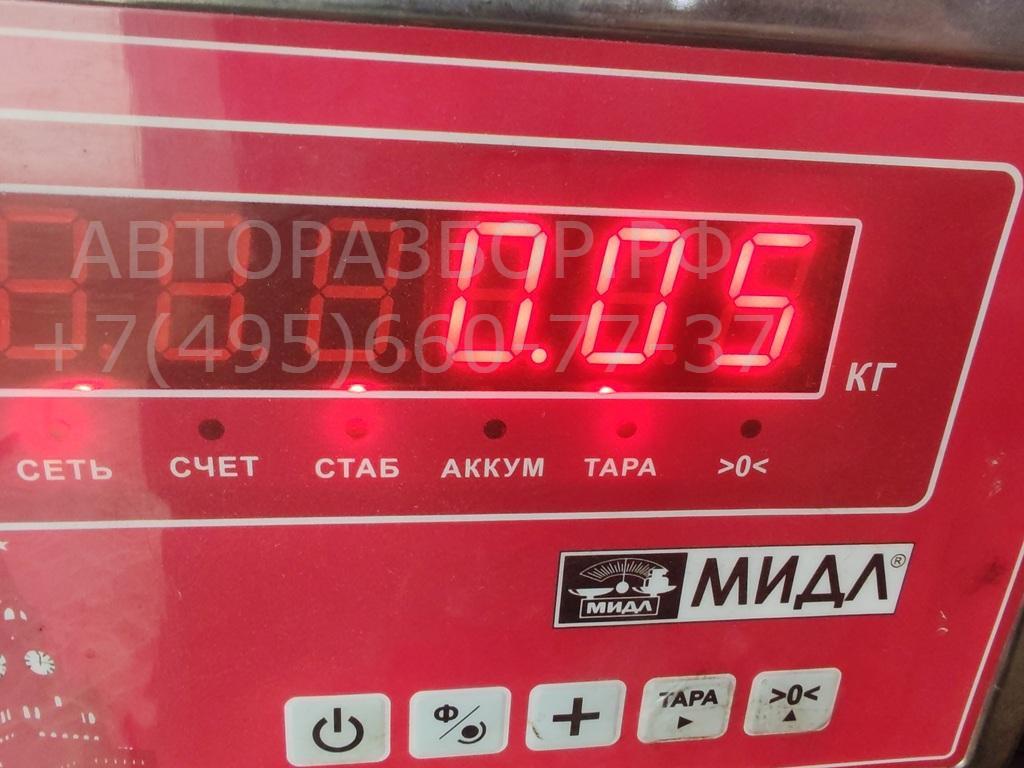 АВТОРАЗБОР.РФ
+7(495)660-77-37
0.05
КГ
СЕТЬ СЧЕТ СТАБ АККУМ ТАРА >0<
МИДЛ МИДЛ®
Ф + ТАРА >0<